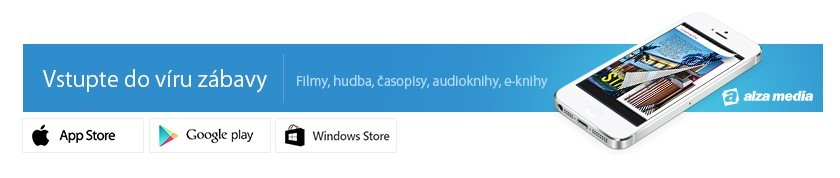 Vstupte do víru zábavy
Filmy, hudba, časopisy, audioknihy, e-knihy
alza media
App Store
Google play
Windows Store